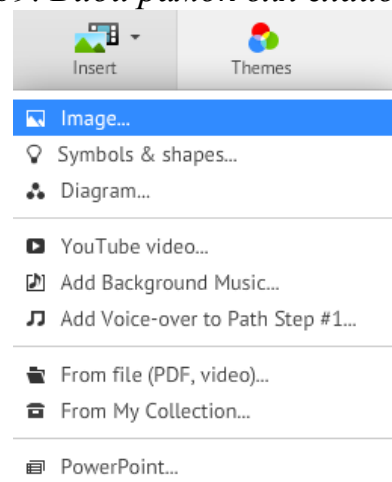 Insert
Themes
Image...
Symbols & shapes...
Diagram...
YouTube video...
Add Background Music...
Add Voice-over to Path Step #1...
From file (PDF, video)...
From My Collection...
PowerPoint...